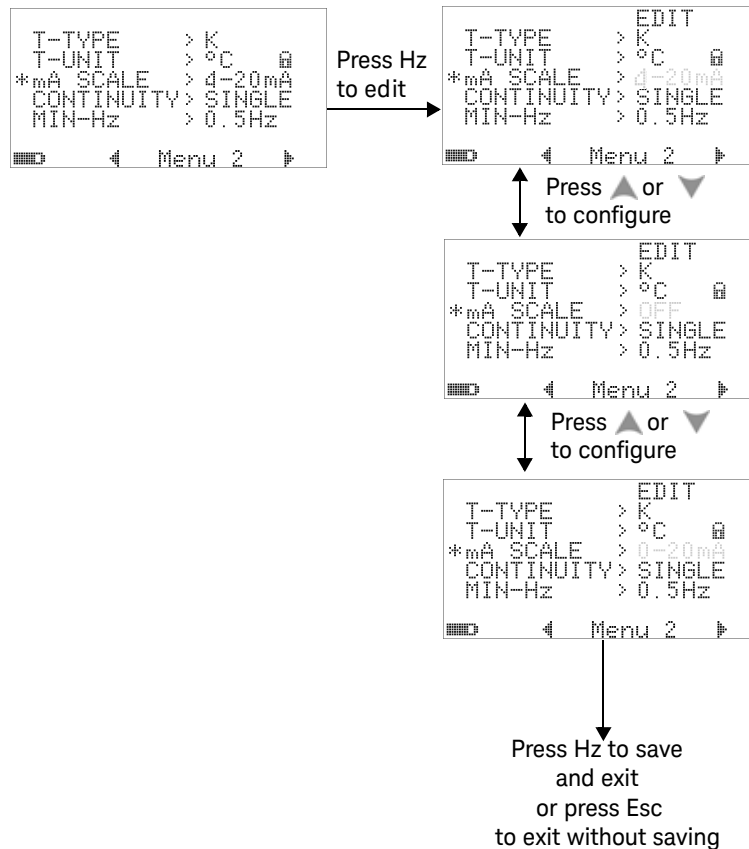 T-TYPE > K
T-UNIT > °C
*mA SCALE > 4-20mA
CONTINUITY> SINGLE
MIN-Hz > 0.5Hz
Menu 2
Press Hz
to edit
EDIT
T-TYPE > K
T-UNIT > °C
*mA SCALE > 4-20mA
CONTINUITY> SINGLE
MIN-Hz > 0.5Hz
Menu 2
Press ▲ or ▼
to configure
EDIT
T-TYPE > K
T-UNIT > °C
*mA SCALE > OFF
CONTINUITY> SINGLE
MIN-Hz > 0.5Hz
Menu 2
Press ▲ or ▼
to configure
EDIT
T-TYPE > K
T-UNIT > °C
*mA SCALE > 0-20mA
CONTINUITY> SINGLE
MIN-Hz > 0.5Hz
Menu 2
Press Hz to save
and exit
or press Esc
to exit without saving